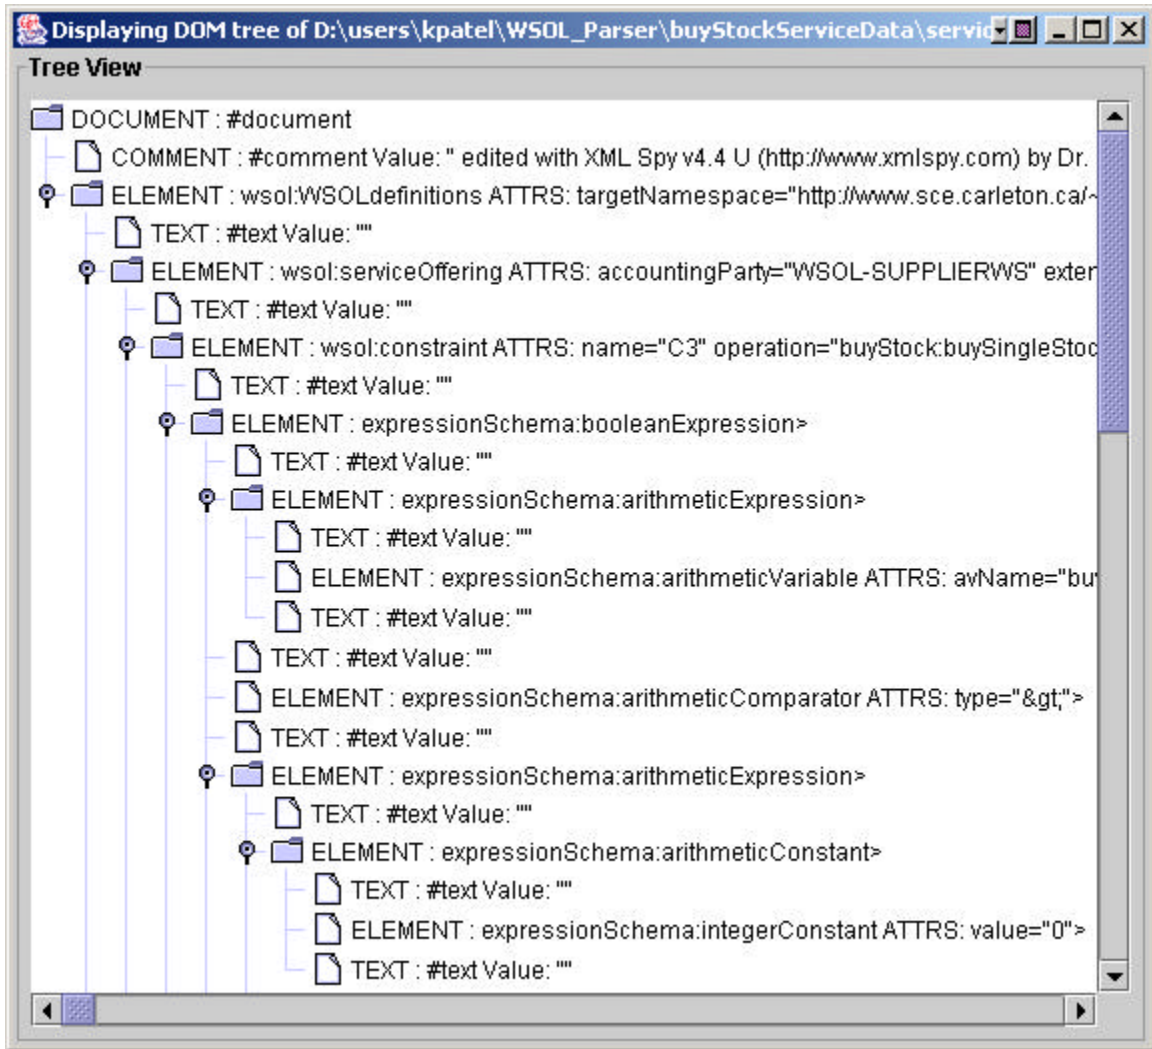 Displaying DOM tree of D:\users\kpatel\WSOL_Parser\buyStockServiceData\servic
Tree View
DOCUMENT : #document
COMMENT : #comment Value: " edited with XML Spy v4.4 U (http://www.xmlspy.com) by Dr.
ELEMENT : wsol:WSOLdefinitions ATTRS: targetNamespace="http://www.sce.carleton.ca/~
TEXT : #text Value: ""
ELEMENT : wsol:serviceOffering ATTRS: accountingParty="WSOL-SUPPLIERWS" exter
TEXT : #text Value: ""
ELEMENT : wsol:constraint ATTRS: name="C3" operation="buyStock:buySingleStoc
TEXT : #text Value: ""
ELEMENT : expressionSchema:booleanExpression>
TEXT : #text Value: ""
ELEMENT : expressionSchema:arithmeticExpression>
TEXT : #text Value: ""
ELEMENT : expressionSchema:arithmeticVariable ATTRS: avName="buy
TEXT : #text Value: ""
TEXT : #text Value: ""
ELEMENT : expressionSchema:arithmeticComparator ATTRS: type="&gt;">
TEXT : #text Value: ""
ELEMENT : expressionSchema:arithmeticExpression>
TEXT : #text Value: ""
ELEMENT : expressionSchema:arithmeticConstant>
TEXT : #text Value: ""
ELEMENT : expressionSchema:integerConstant ATTRS: value="0">
TEXT : #text Value: ""